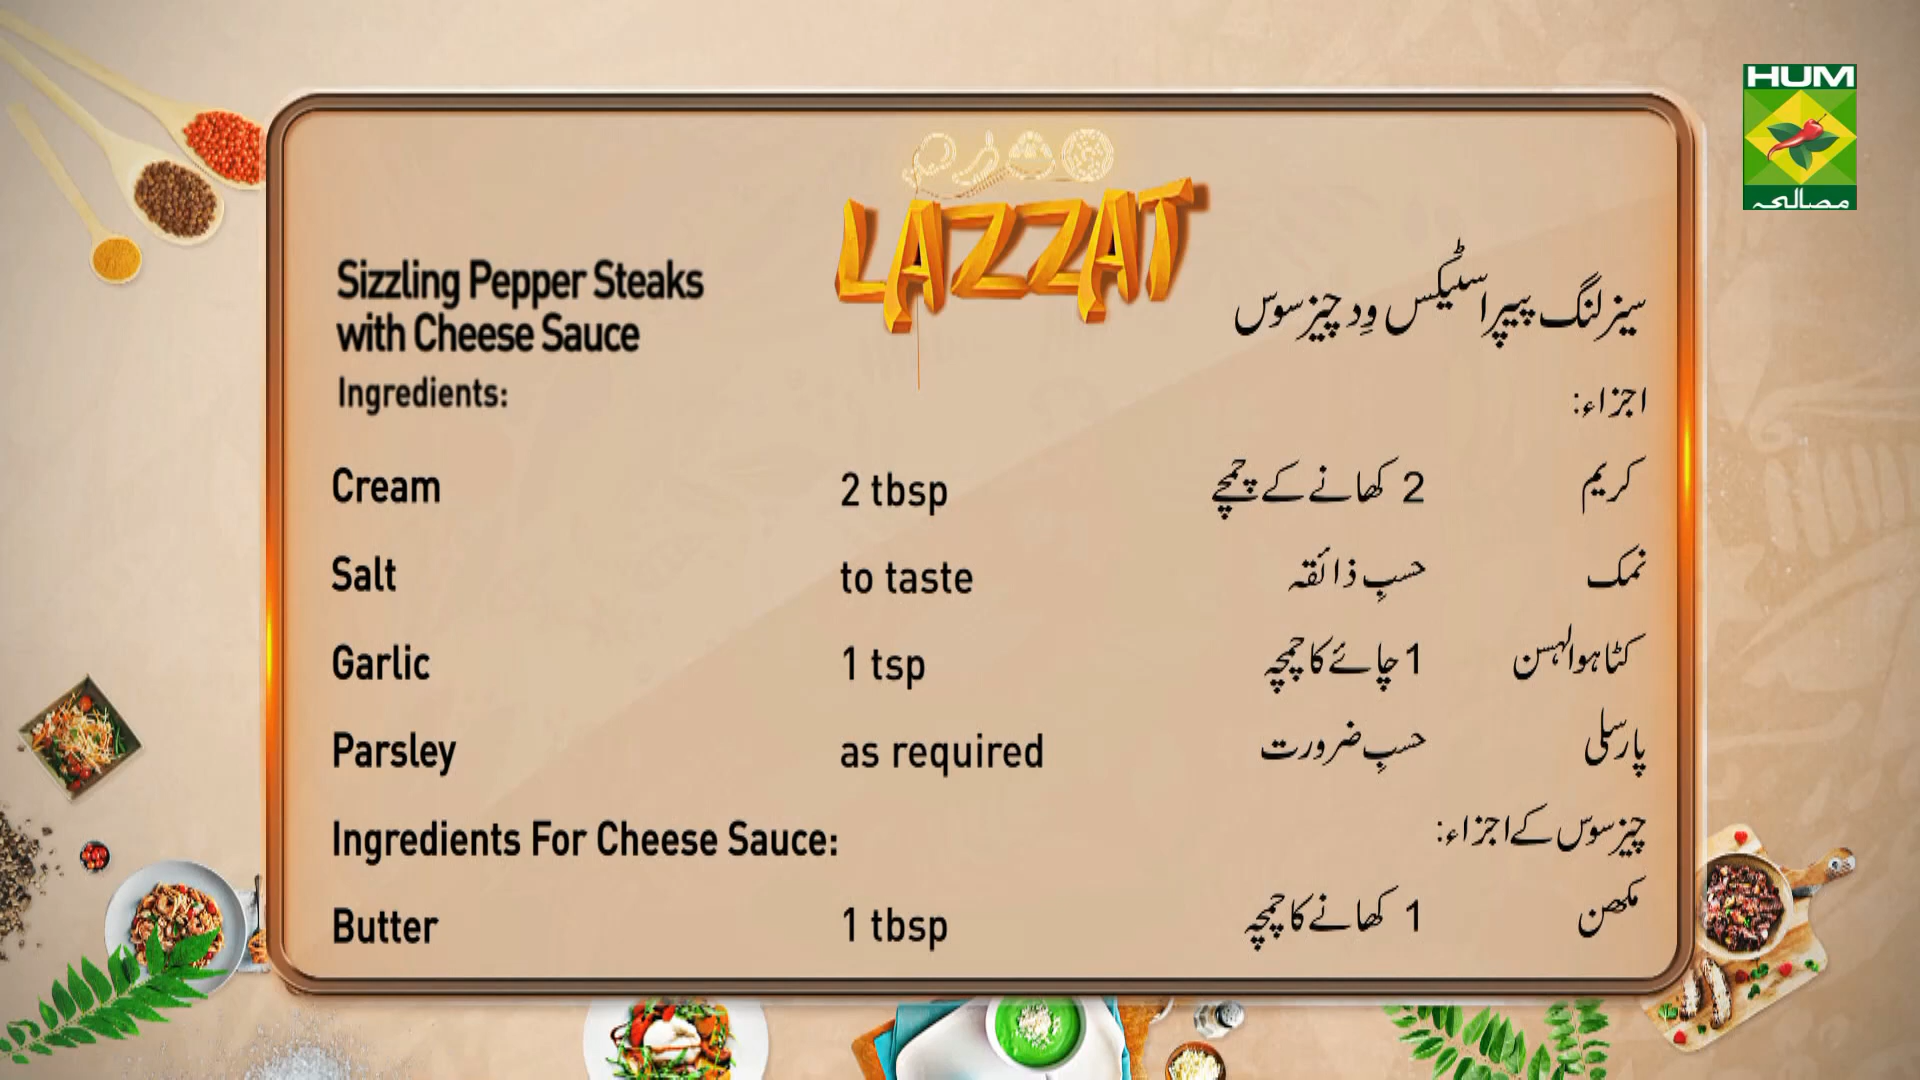 HUM
مصالحہ
LAZZAT
Sizzling Pepper Steaks
with Cheese Sauce
سیزلنگ پیپر اسٹیکس وِد چیز سوس
Ingredients:
اجزاء:
Cream 2 tbsp 2 کھانے کے چمچے کریم
Salt to taste حسبِ ذائقہ نمک
Garlic 1 tsp 1 چائے کا چمچہ کٹا ہوا لہسن
Parsley as required حسبِ ضرورت پارسلی
Ingredients For Cheese Sauce: چیز سوس کے اجزاء:
Butter 1 tbsp 1 کھانے کا چمچہ مکھن